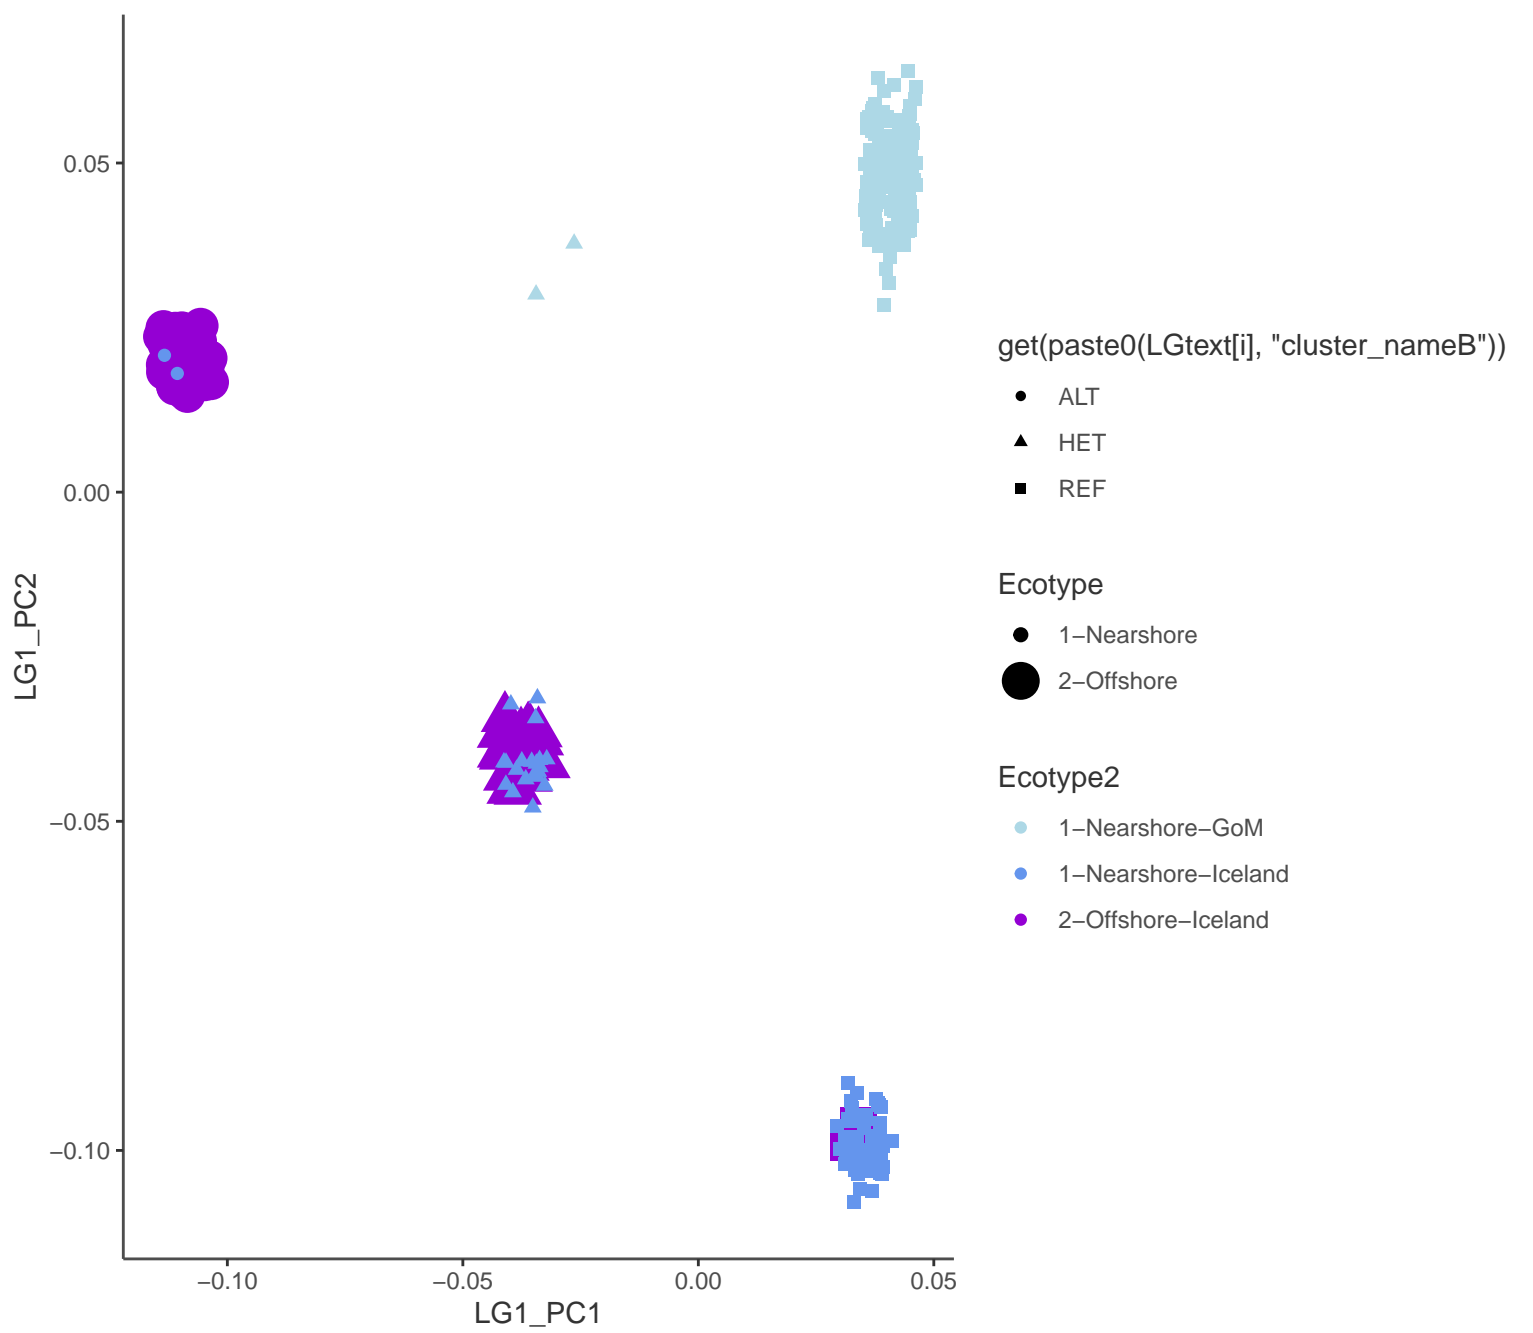 0.05
0.00
−0.05
−0.10
LG1_PC2
−0.10
−0.05
0.00
0.05
LG1_PC1
get(paste0(LGtext[i], "cluster_nameB"))
ALT
HET
REF
Ecotype
1−Nearshore
2−Offshore
Ecotype2
1−Nearshore−GoM
1−Nearshore−Iceland
2−Offshore−Iceland